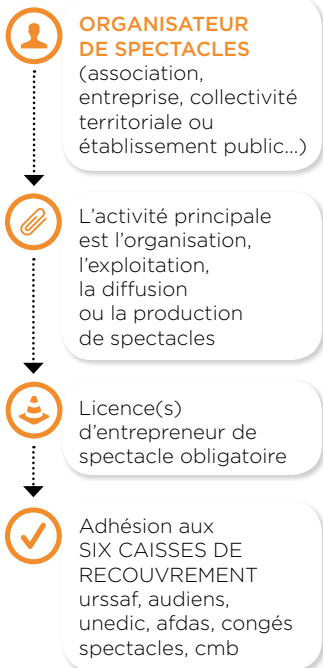 ORGANISATEUR
DE SPECTACLES
(association,
entreprise, collectivité
territoriale ou
établissement public...)
L'activité principale
est l'organisation,
l'exploitation,
la diffusion
ou la production
de spectacles
Licence(s)
d'entrepreneur de
spectacle obligatoire
Adhésion aux
SIX CAISSES DE
RECOUVREMENT
urssaf, audiens,
unedic, afdas, congés
spectacles, cmb